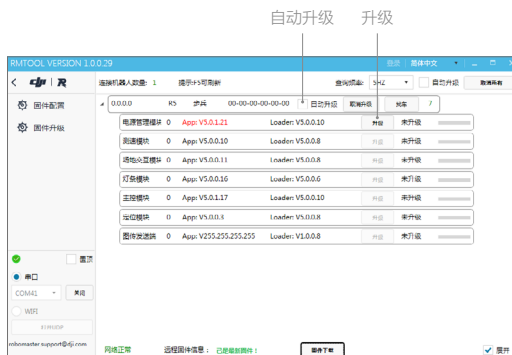 自动升级 升级
RMTOOL VERSION 1.0.0.29 登录 简体中文
dji R 连接机器人数量: 1 提示:F5可刷新 查询频率: 5HZ 自动升级 取消所有
固件配置
固件升级
0.0.0.0 R5 步兵 00-00-00-00-00-00 自动升级 取消升级 /
电源管理模块 0 App: V5.0.1.21 Loader: V5.0.0.10 升级 未升级
测速模块 0 App: V5.0.0.10 Loader: V5.0.0.8 升级 未升级
场地交互模块 0 App: V5.0.0.11 Loader: V5.0.0.8 升级 未升级
灯条模块 0 App: V5.0.0.16 Loader: V5.0.0.6 升级 未升级
主控模块 0 App: V5.0.1.17 Loader: V5.0.0.10 升级 未升级
定位模块 0 App: V5.0.0.3 Loader: V5.0.0.8 升级 未升级
图传发送端 0 App: V255.255.255.255 Loader: V1.0.0.8 升级 未升级
置顶
串口
COM41 关闭
WIFI
robomaster.support@dji.com
网络正常 远程固件信息: 已是最新固件! 固件下载 展开